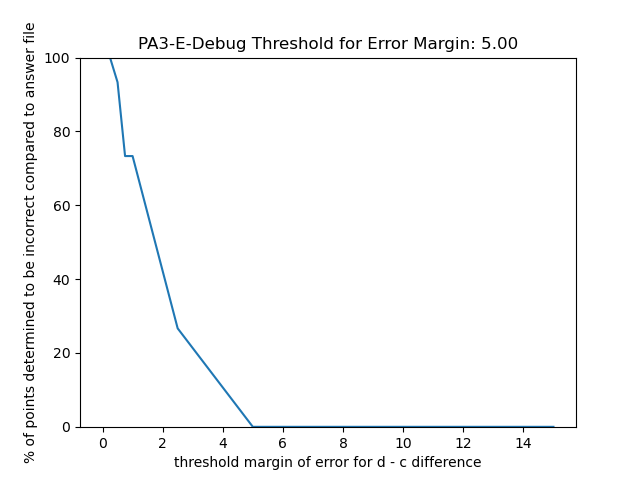 PA3-E-Debug Threshold for Error Margin: 5.00
% of points determined to be incorrect compared to answer file
100
80
60
40
20
0
0 2 4 6 8 10 12 14
threshold margin of error for d - c difference